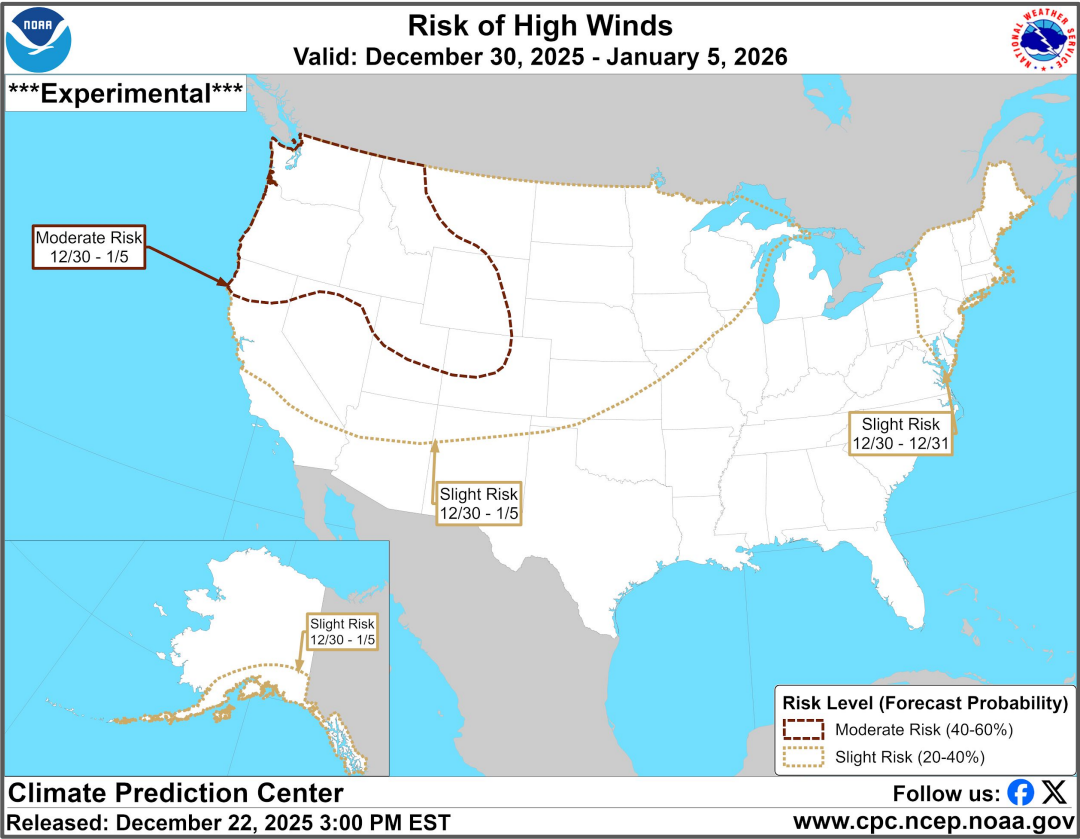 NOAA
Risk of High Winds
Valid: December 30, 2025 - January 5, 2026
NATIONAL WEATHER SERVICE
***Experimental***
Moderate Risk
12/30 - 1/5
Slight Risk
12/30 - 12/31
Slight Risk
12/30 - 1/5
Slight Risk
12/30 - 1/5
Risk Level (Forecast Probability)
Moderate Risk (40-60%)
Slight Risk (20-40%)
Climate Prediction Center
Follow us:
Released: December 22, 2025 3:00 PM EST
www.cpc.ncep.noaa.gov